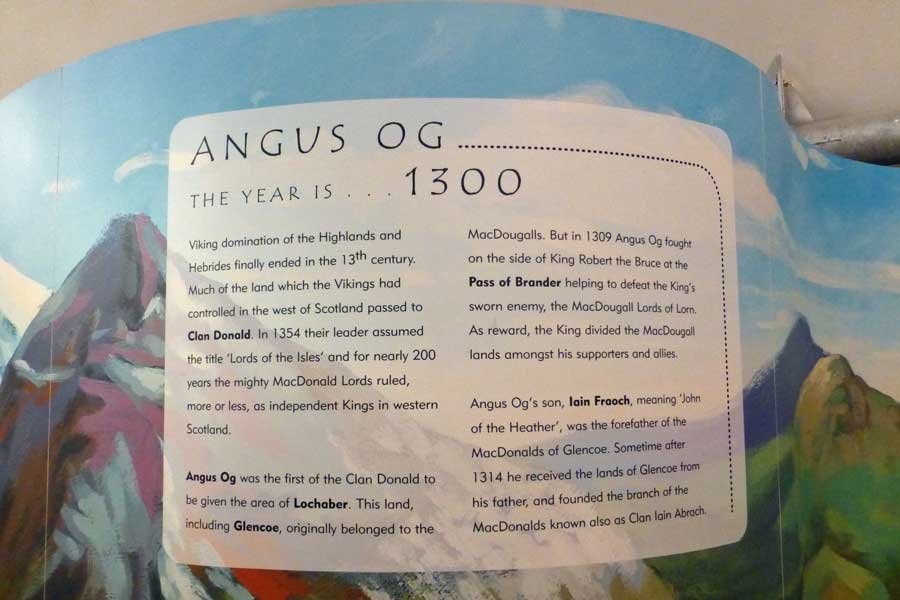 ANGUS OG
THE YEAR IS . . . 1300
Viking domination of the Highlands and
Hebrides finally ended in the 13th century.
Much of the land which the Vikings had
controlled in the west of Scotland passed to
Clan Donald. In 1354 their leader assumed
the title 'Lords of the Isles' and for nearly 200
years the mighty MacDonald Lords ruled,
more or less, as independent Kings in western
Scotland.
Angus Og was the first of the Clan Donald to
be given the area of Lochaber. This land,
including Glencoe, originally belonged to the
MacDougalls. But in 1309 Angus Og fought
on the side of King Robert the Bruce at the
Pass of Brander helping to defeat the King's
sworn enemy, the MacDougall Lords of Lorn.
As reward, the King divided the MacDougall
lands amongst his supporters and allies.
Angus Og's son, Iain Fraoch, meaning 'John
of the Heather', was the forefather of the
MacDonalds of Glencoe. Sometime after
1314 he received the lands of Glencoe from
his father, and founded the branch of the
MacDonalds known also as Clan Iain Abrach.